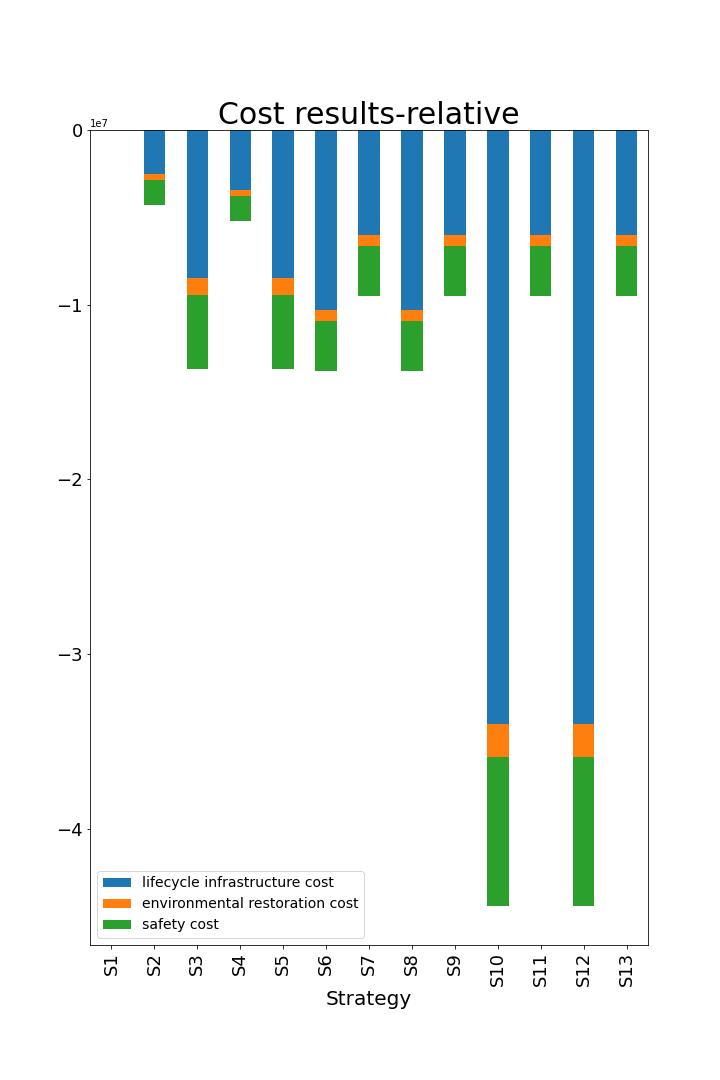 Cost results-relative
1e7
0
−1
−2
−3
−4
lifecycle infrastructure cost
environmental restoration cost
safety cost
S1 S2 S3 S4 S5 S6 S7 S8 S9 S10 S11 S12 S13
Strategy